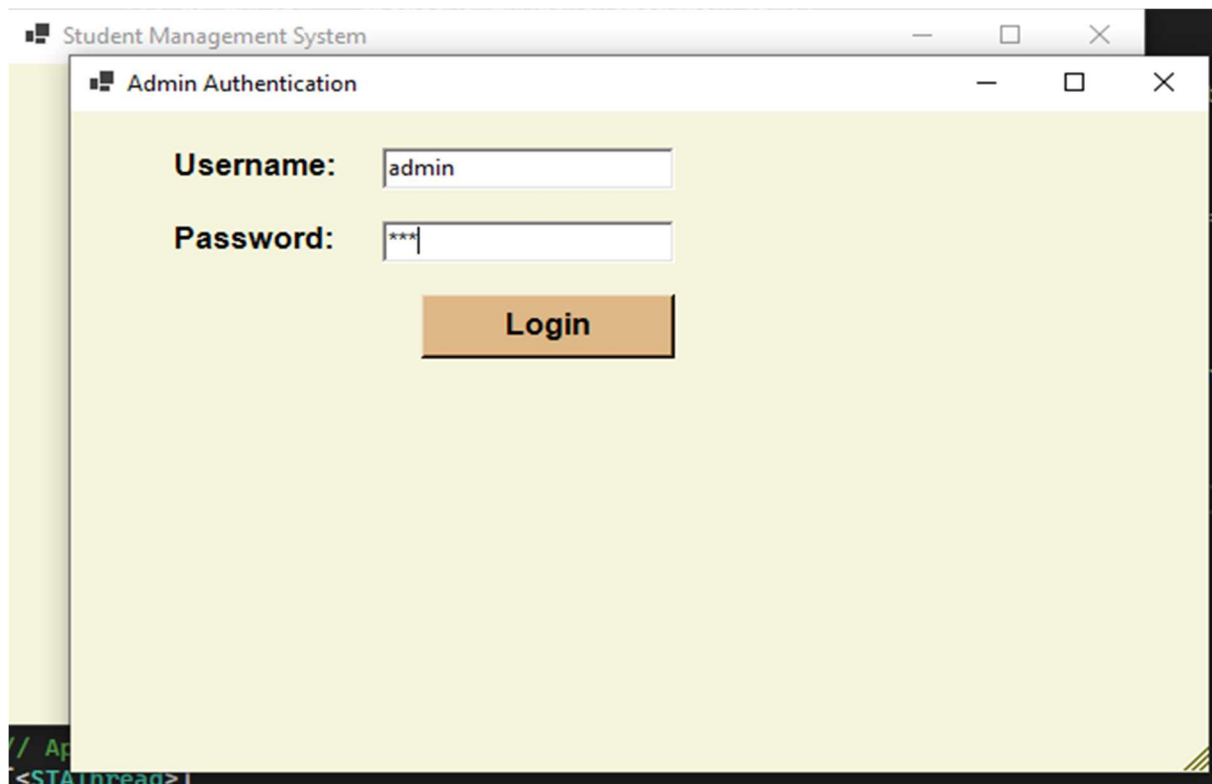 Student Management System
Admin Authentication
Username: admin
Password: ***
Login
// Ap
[<STAThread>]